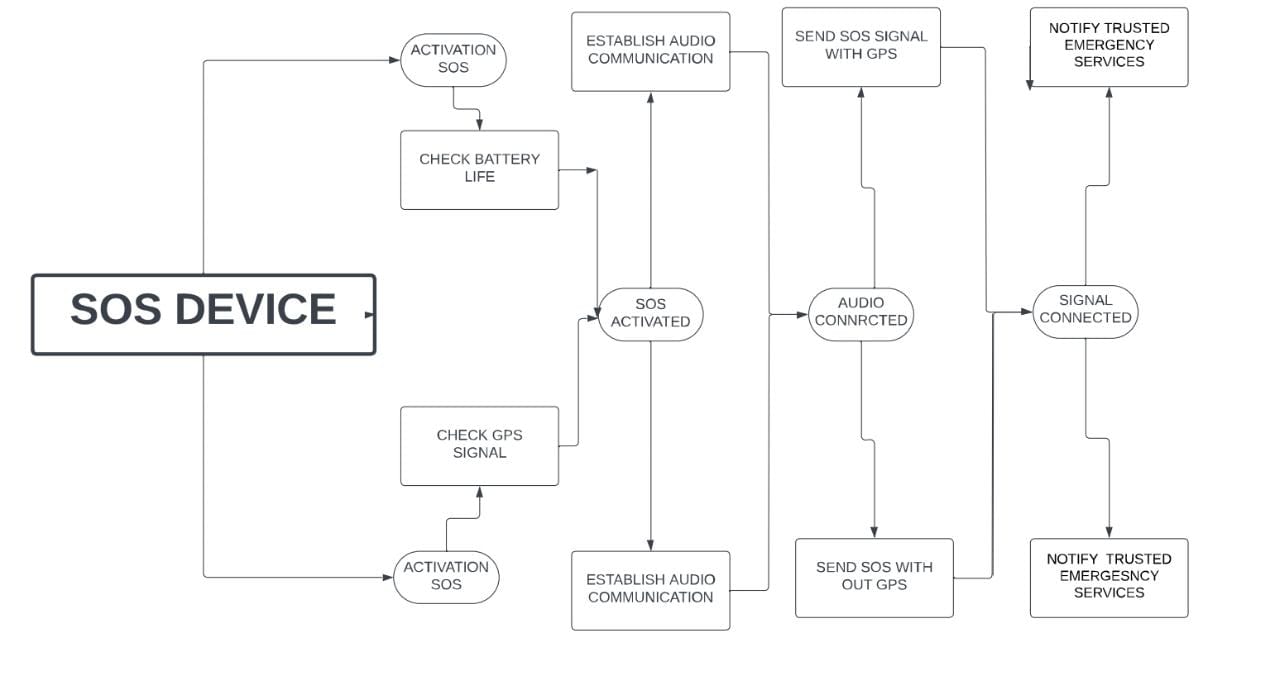 ACTIVATION
SOS
CHECK BATTERY
LIFE
SOS DEVICE
CHECK GPS
SIGNAL
ACTIVATION
SOS
ESTABLISH AUDIO
COMMUNICATION
SOS
ACTIVATED
ESTABLISH AUDIO
COMMUNICATION
SEND SOS SIGNAL
WITH GPS
AUDIO
CONNRCTED
SEND SOS WITH
OUT GPS
NOTIFY TRUSTED
EMERGENCY
SERVICES
SIGNAL
CONNECTED
NOTIFY TRUSTED
EMERGESNCY
SERVICES